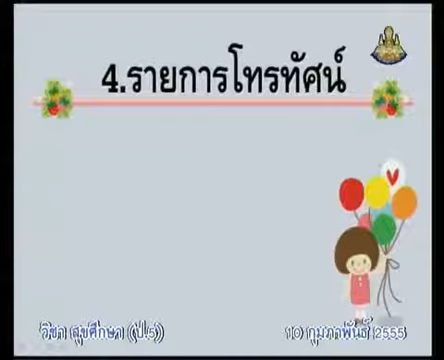 4.รายการโทรทัศน์
วิชา สุขศึกษา (ป.5)
10 กุมภาพันธ์ 2555